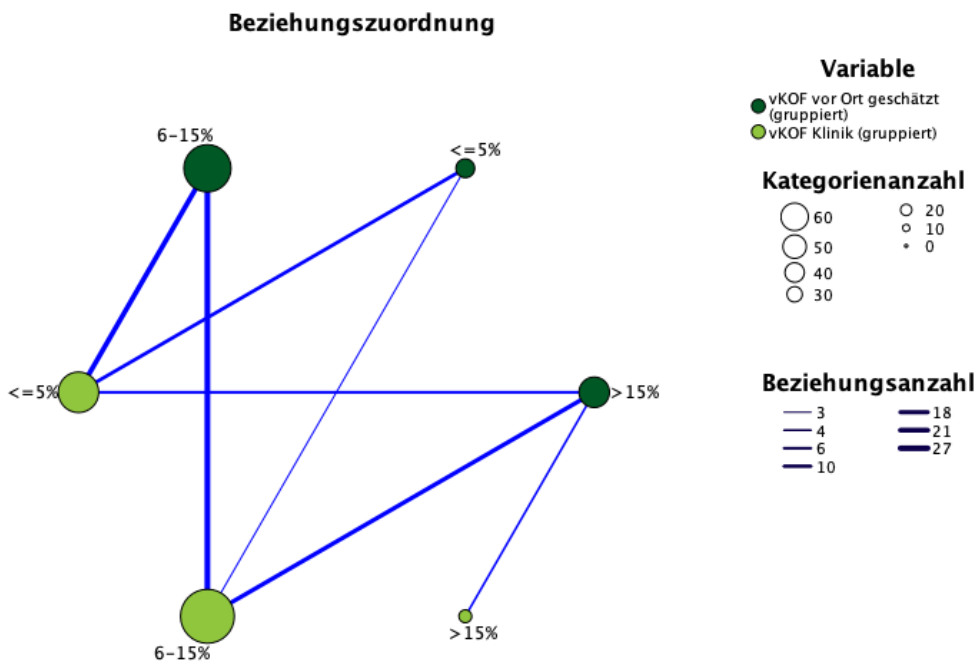 Beziehungszuordnung
6-15%
<=5%
<=5%
>15%
6-15%
>15%
Variable
vKOF vor Ort geschätzt
(gruppiert)
vKOF Klinik (gruppiert)
Kategorienanzahl
60
50
40
30
20
10
0
Beziehungsanzahl
3
4
6
10
18
21
27